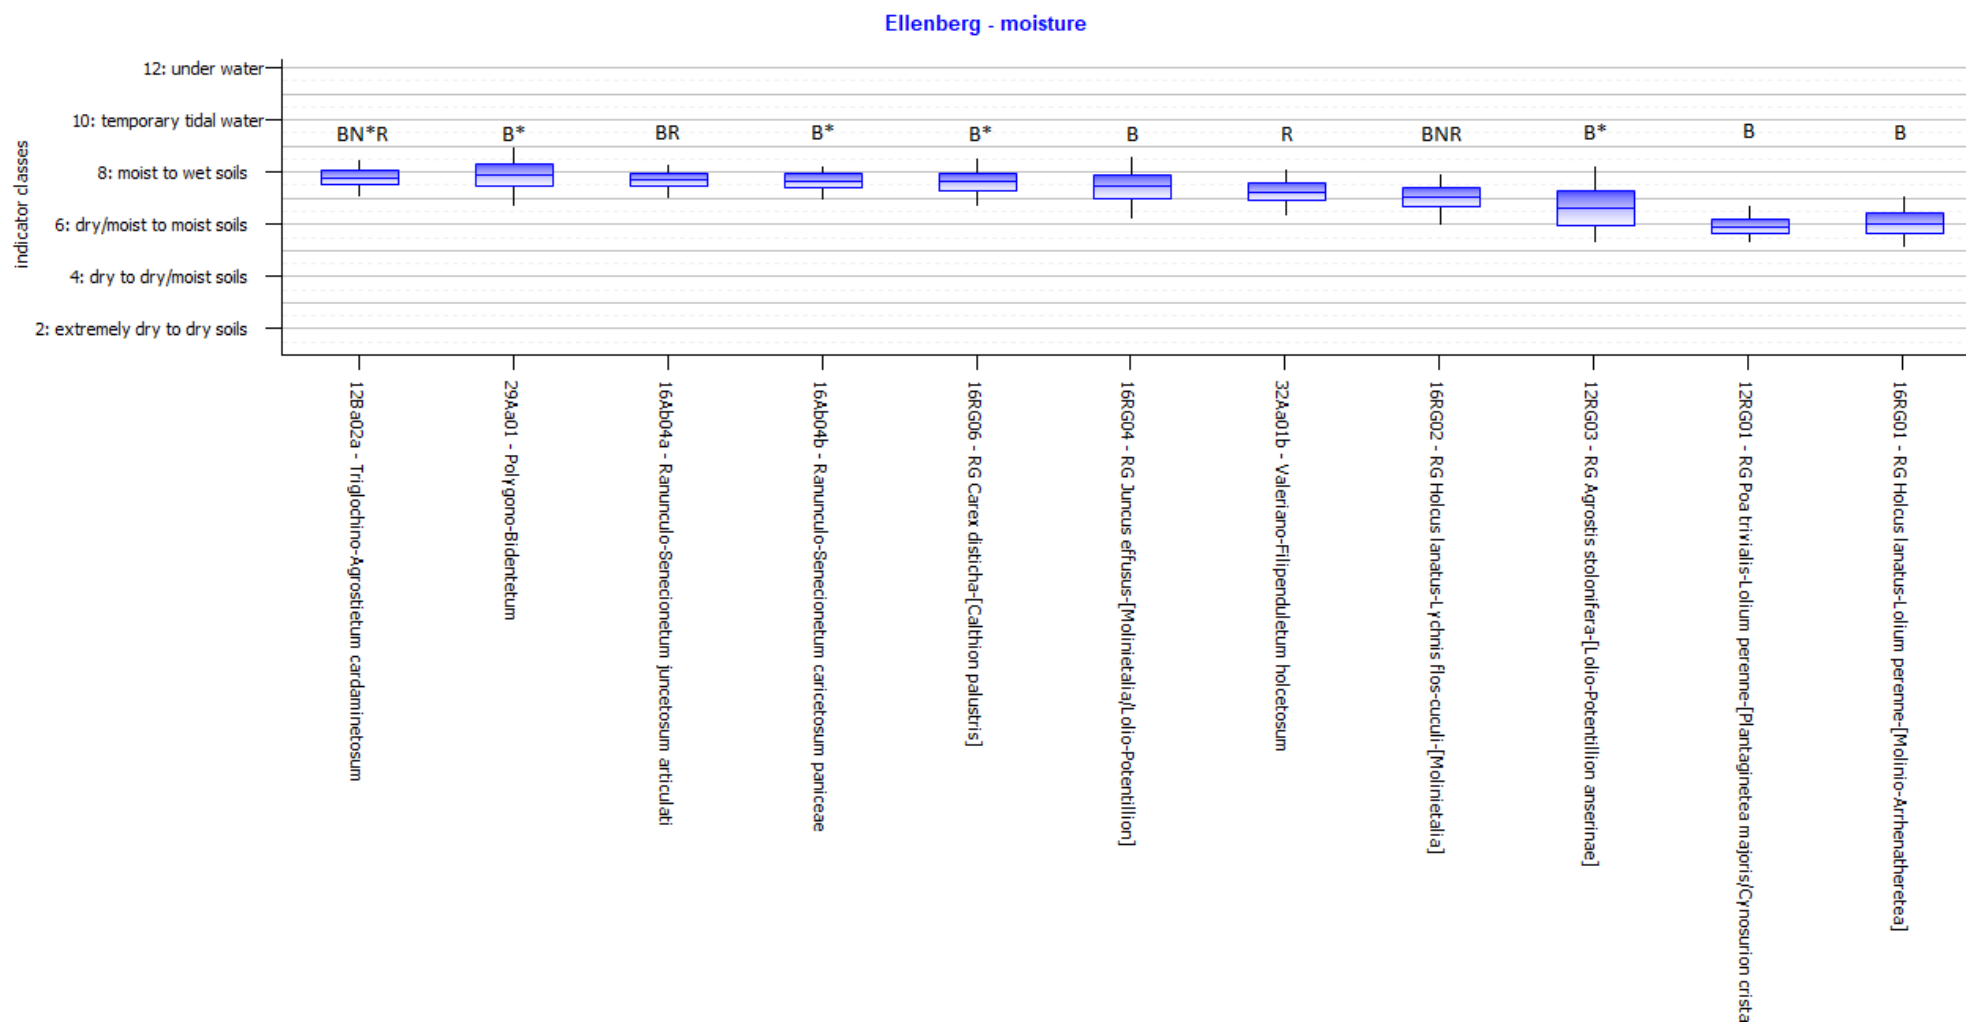 Ellenberg - moisture
indicator classes
12: under water
10: temporary tidal water
8: moist to wet soils
6: dry/moist to moist soils
4: dry to dry/moist soils
2: extremely dry to dry soils
BN*R B* BR B* B* B R BNR B* B B
12Ba02a - Triglochino-Agrostietum cardaminetosum
29Aa01 - Polygono-Bidentetum
16Ab04a - Ranunculo-Senecionetum juncetosum articulati
16Ab04b - Ranunculo-Senecionetum caricetosum paniceae
16RG06 - RG Carex disticha-[Calthion palustris]
16RG04 - RG Juncus effusus-[Molinietalia/Lolio-Potentillion]
32Aa01b - Valeriano-Filipenduletum holcetosum
16RG02 - RG Holcus lanatus-Lychnis flos-cuculi-[Molinietalia]
12RG03 - RG Agrostis stolonifera-[Lolio-Potentillion anserinae]
12RG01 - RG Poa trivialis-Lolium perenne-[Plantaginetea majoris/Cynosurion crista
16RG01 - RG Holcus lanatus-Lolium perenne-[Molinio-Arrhenatheretea]